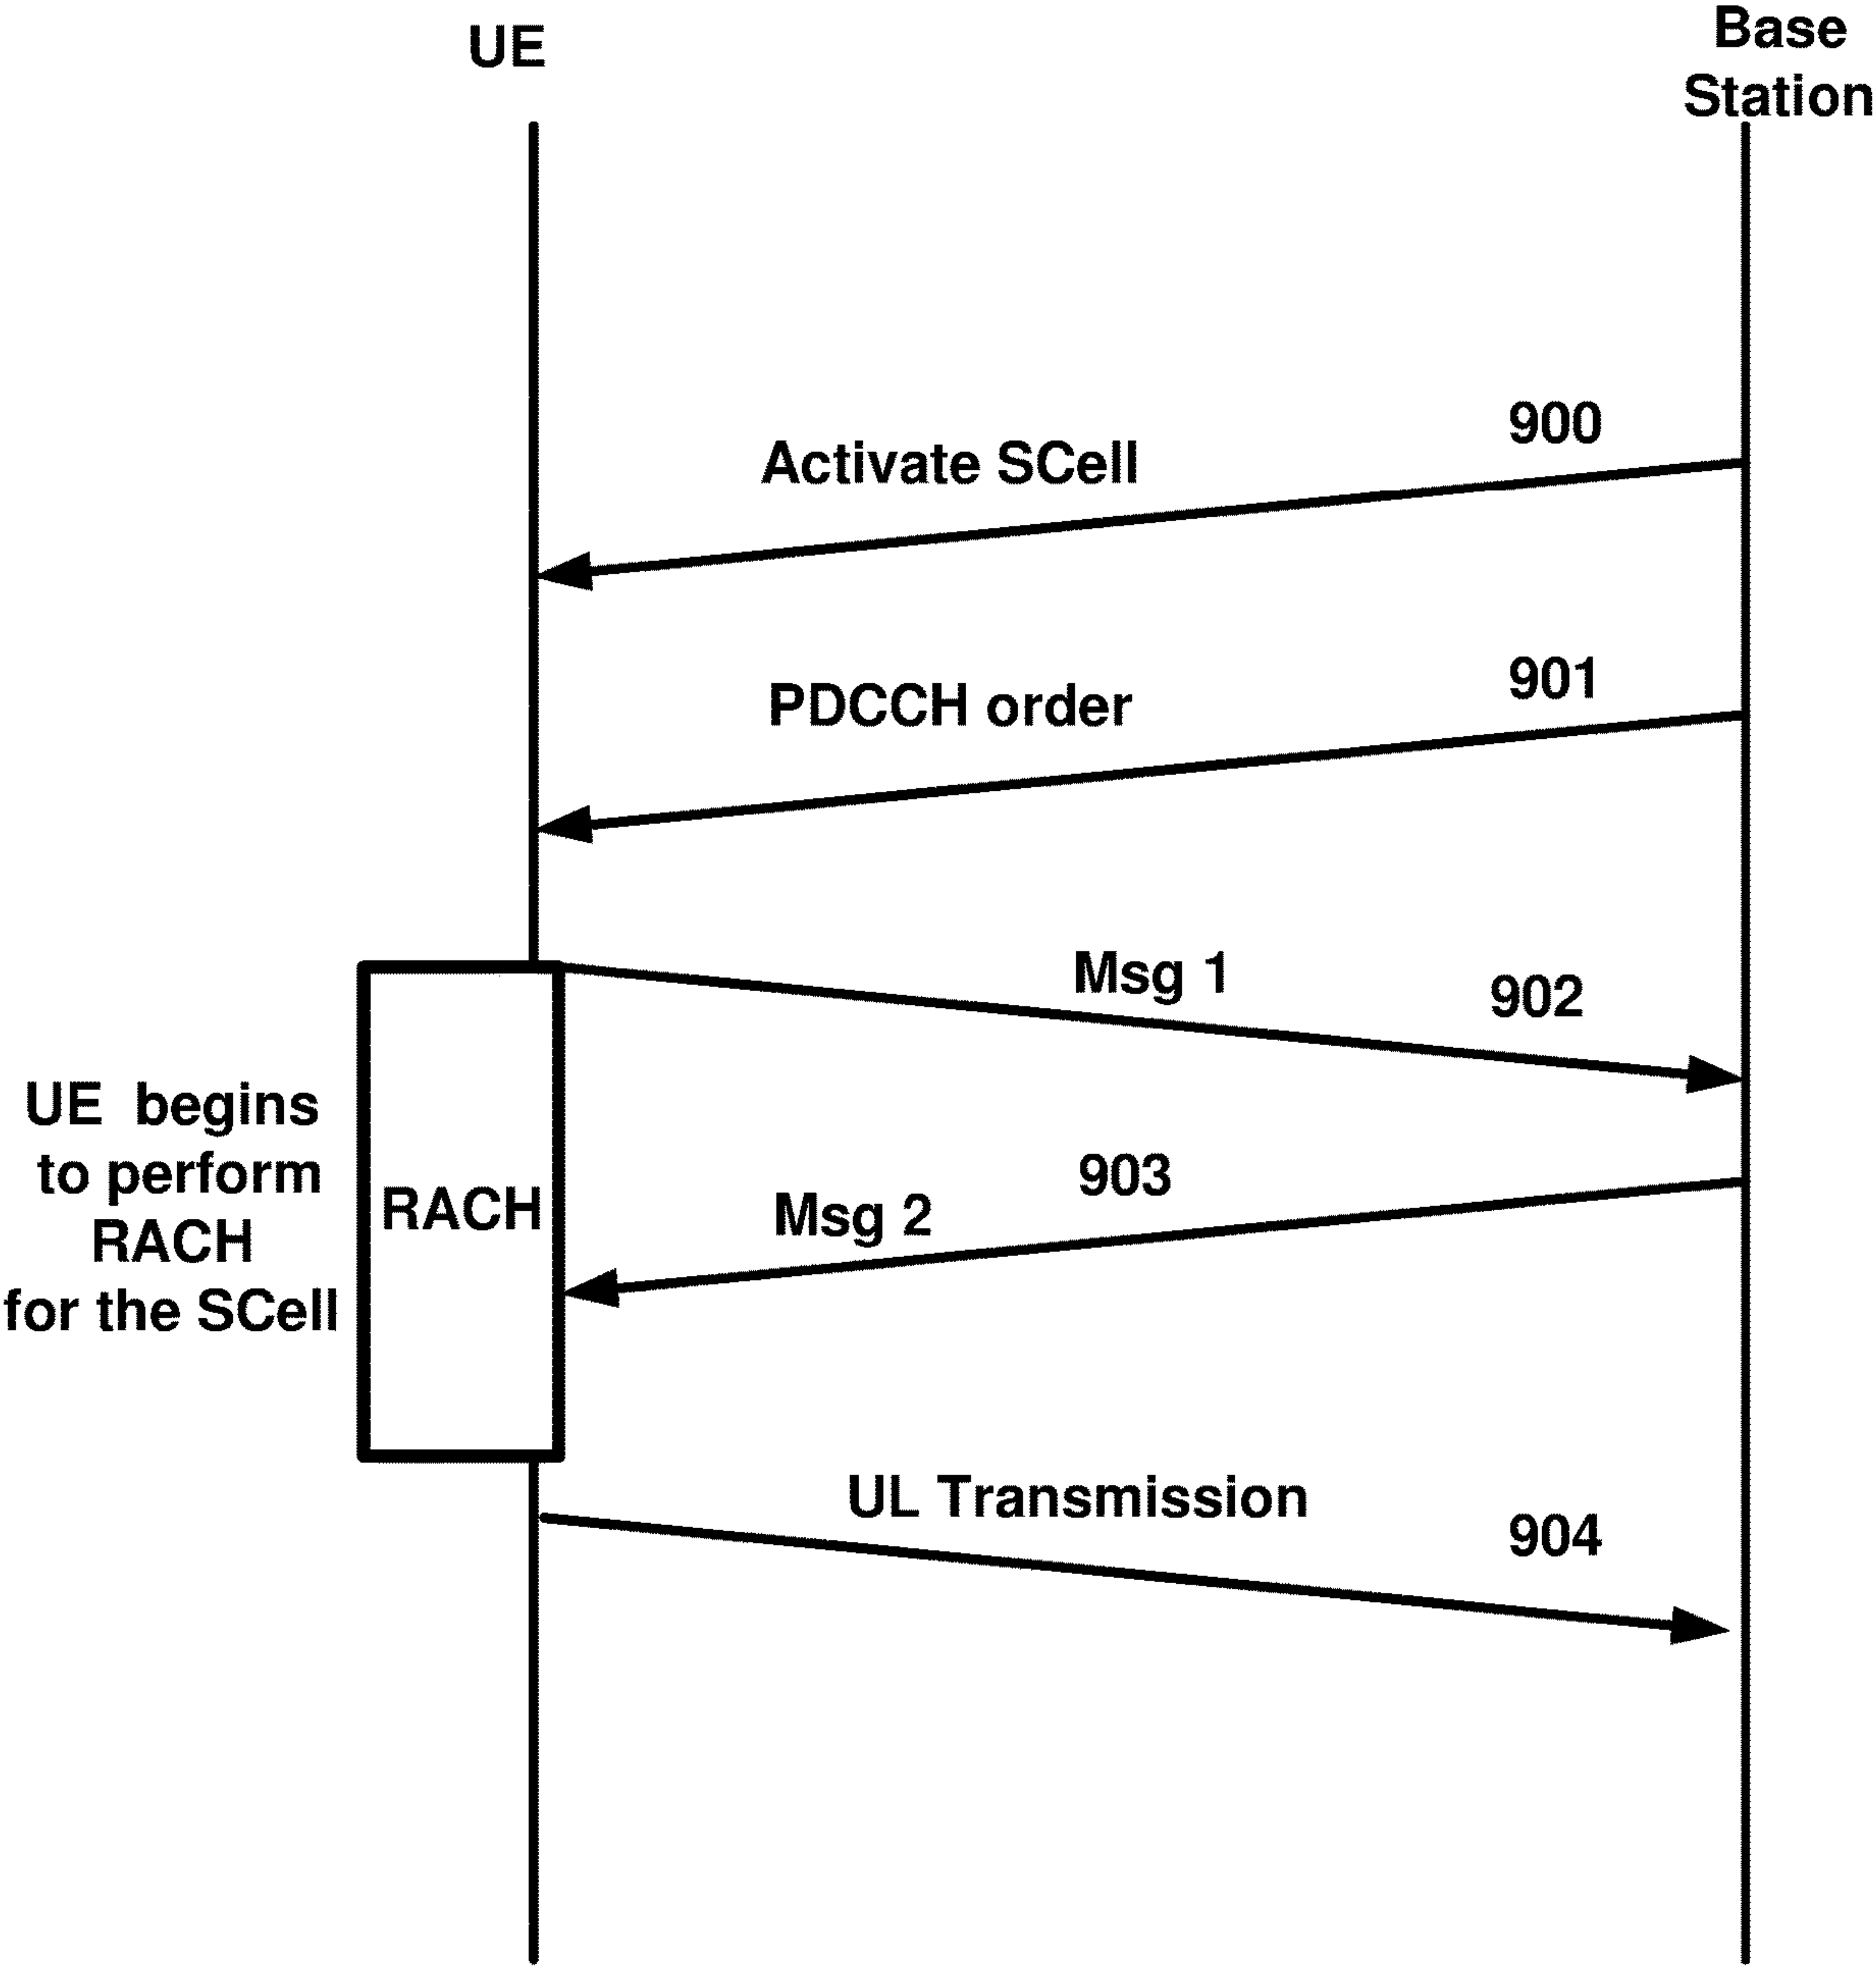 UE
Base
Station
900
Activate SCell
901
PDCCH order
Msg 1
902
UE begins
to perform
RACH
for the SCell
RACH
903
Msg 2
UL Transmission
904